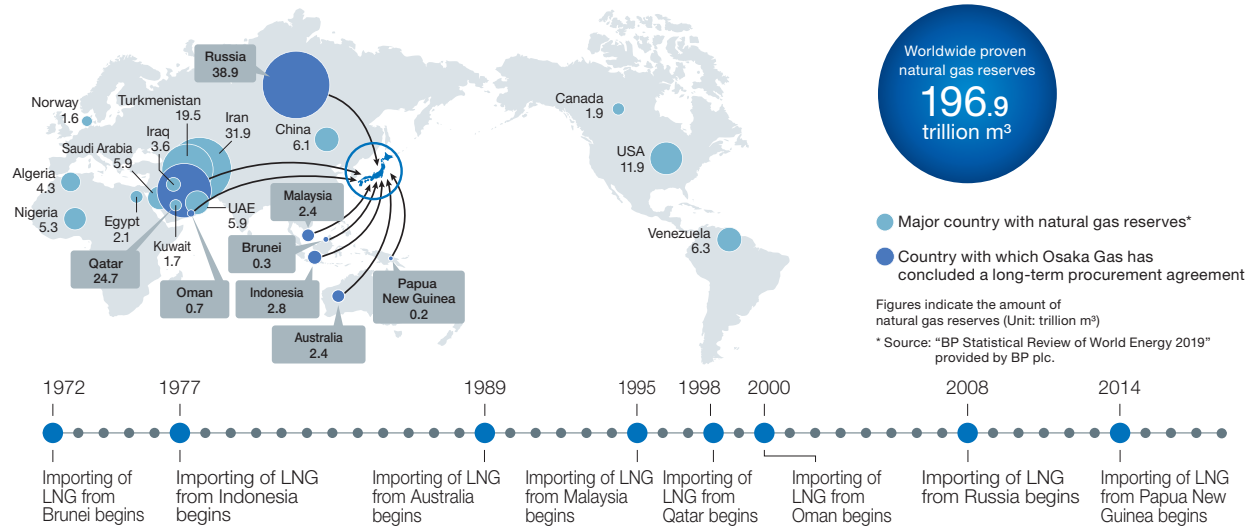 Russia
38.9
Norway
1.6
Turkmenistan
19.5
Iran
31.9
Iraq
3.6
Saudi Arabia
5.9
China
6.1
Algeria
4.3
Nigeria
5.3
Egypt
2.1
Kuwait
1.7
UAE
5.9
Qatar
24.7
Oman
0.7
Malaysia
2.4
Brunei
0.3
Indonesia
2.8
Australia
2.4
Papua
New Guinea
0.2
Canada
1.9
USA
11.9
Venezuela
6.3
Worldwide proven
natural gas reserves
196.9
trillion m³
Major country with natural gas reserves*
Country with which Osaka Gas has
concluded a long-term procurement agreement
Figures indicate the amount of
natural gas reserves (Unit: trillion m³)
* Source: “BP Statistical Review of World Energy 2019”
provided by BP plc.
1972
Importing of
LNG from
Brunei begins
1977
Importing of LNG
from Indonesia
begins
1989
Importing of LNG
from Australia
begins
1995
Importing of LNG
from Malaysia
begins
1998
Importing of
LNG from
Qatar begins
2000
Importing of
LNG from
Oman begins
2008
Importing of LNG
from Russia begins
2014
Importing of LNG
from Papua New
Guinea begins